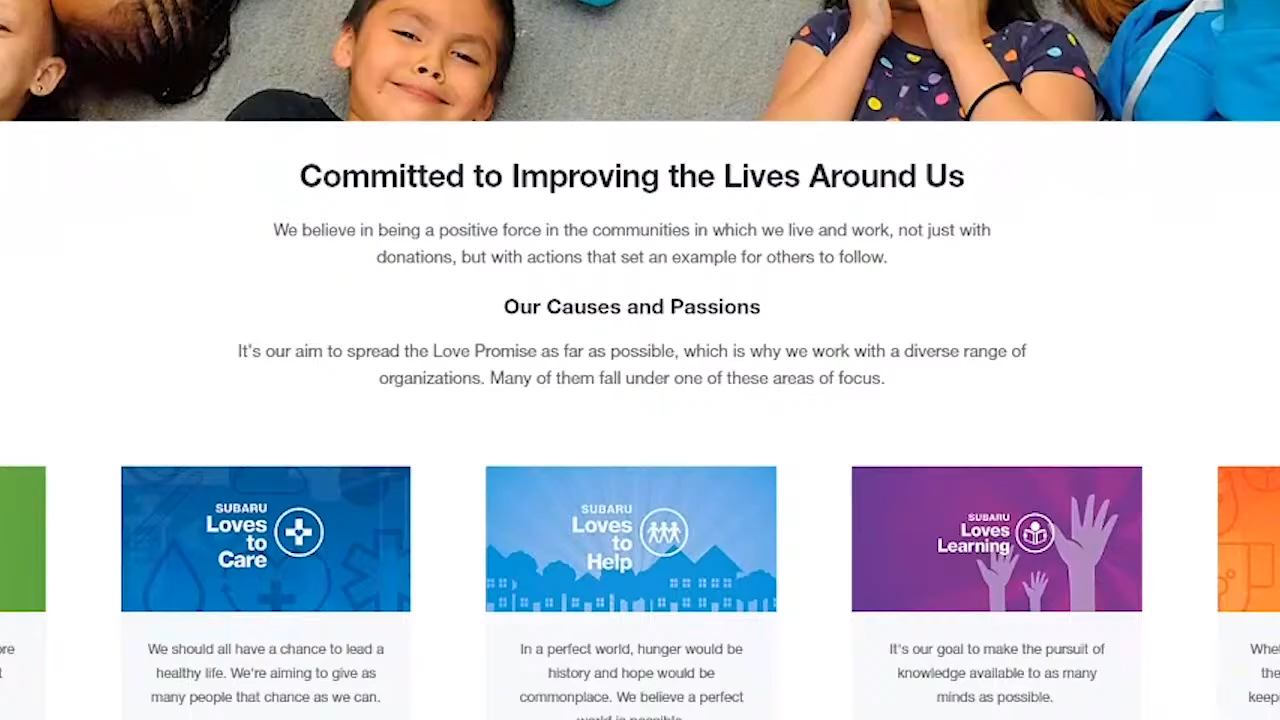 Committed to Improving the Lives Around Us
We believe in being a positive force in the communities in which we live and work, not just with
donations, but with actions that set an example for others to follow.
Our Causes and Passions
It's our aim to spread the Love Promise as far as possible, which is why we work with a diverse range of
organizations. Many of them fall under one of these areas of focus.
SUBARU
Loves
to
Care
We should all have a chance to lead a
healthy life. We're aiming to give as
many people that chance as we can.
SUBARU
Loves
to
Help
In a perfect world, hunger would be
history and hope would be
commonplace. We believe a perfect
world is possible.
SUBARU
Loves
Learning
It's our goal to make the pursuit of
knowledge available to as many
minds as possible.